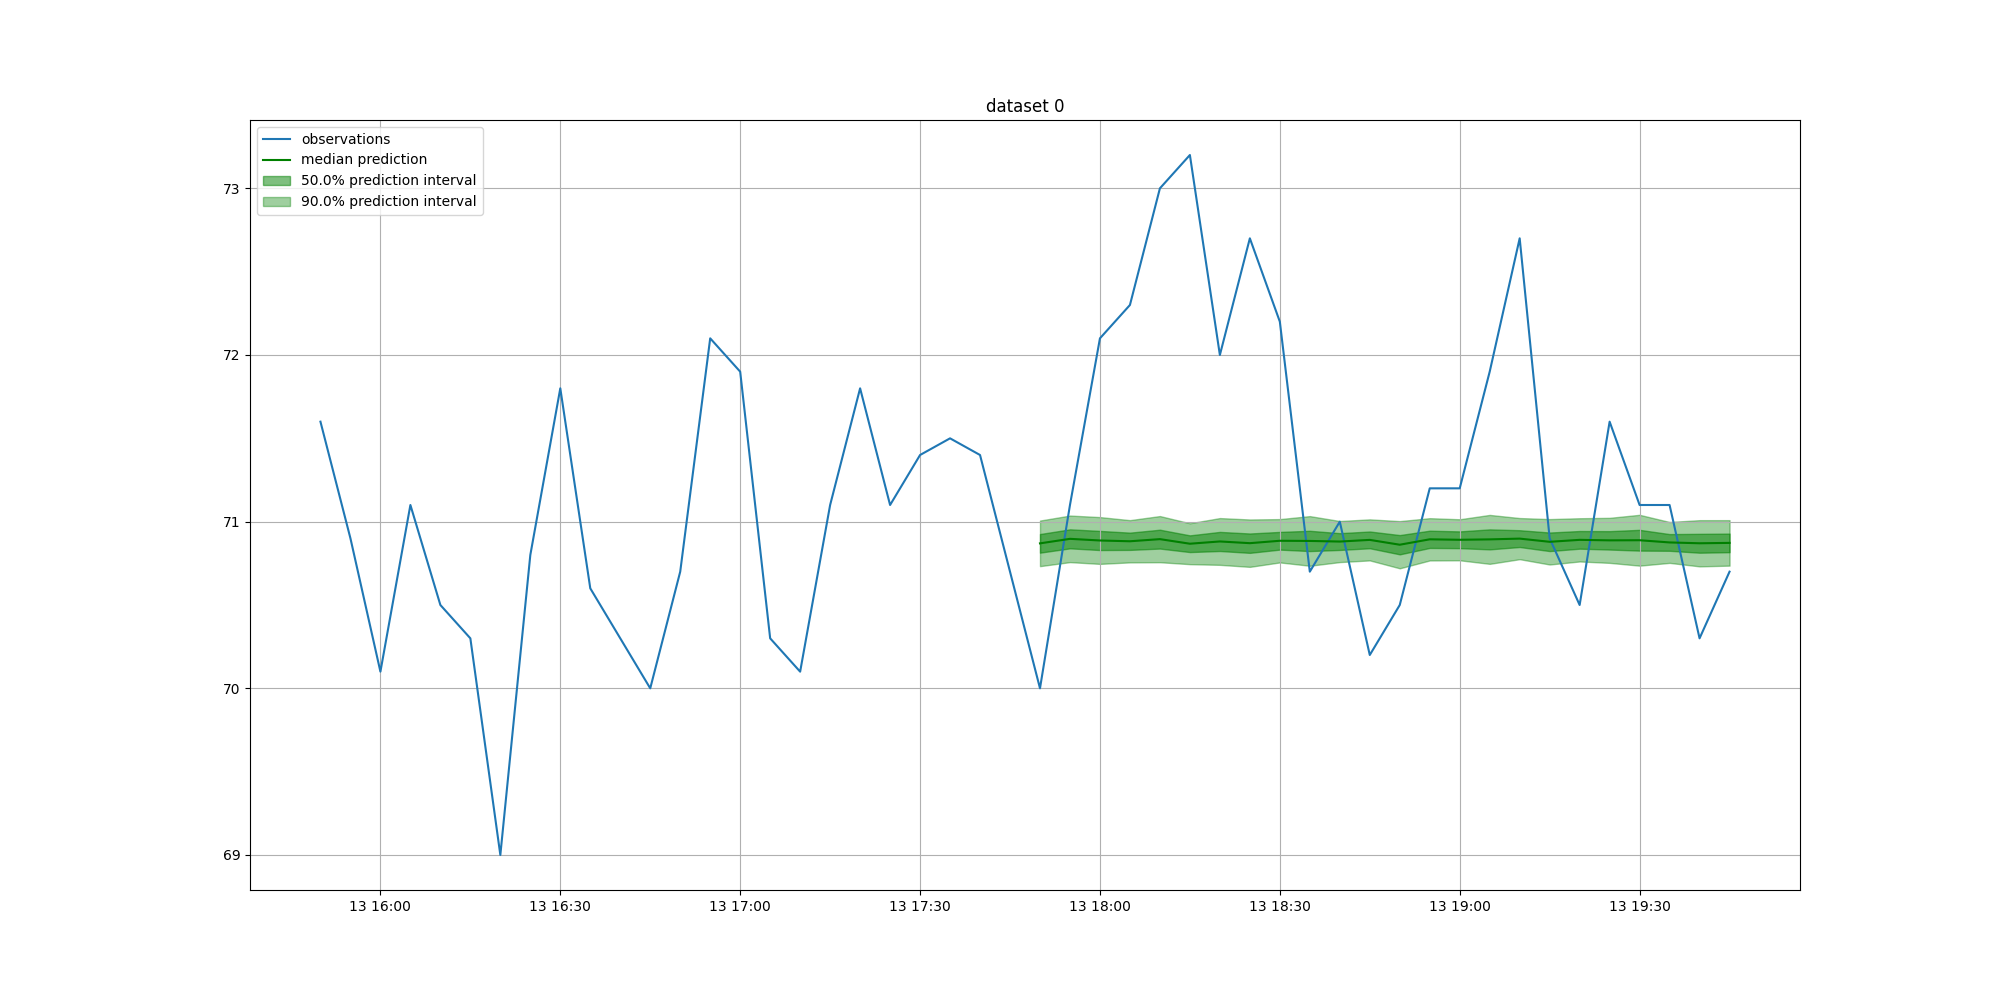 dataset 0
observations
median prediction
50.0% prediction interval
90.0% prediction interval
73
72
71
70
69
13 16:00 13 16:30 13 17:00 13 17:30 13 18:00 13 18:30 13 19:00 13 19:30